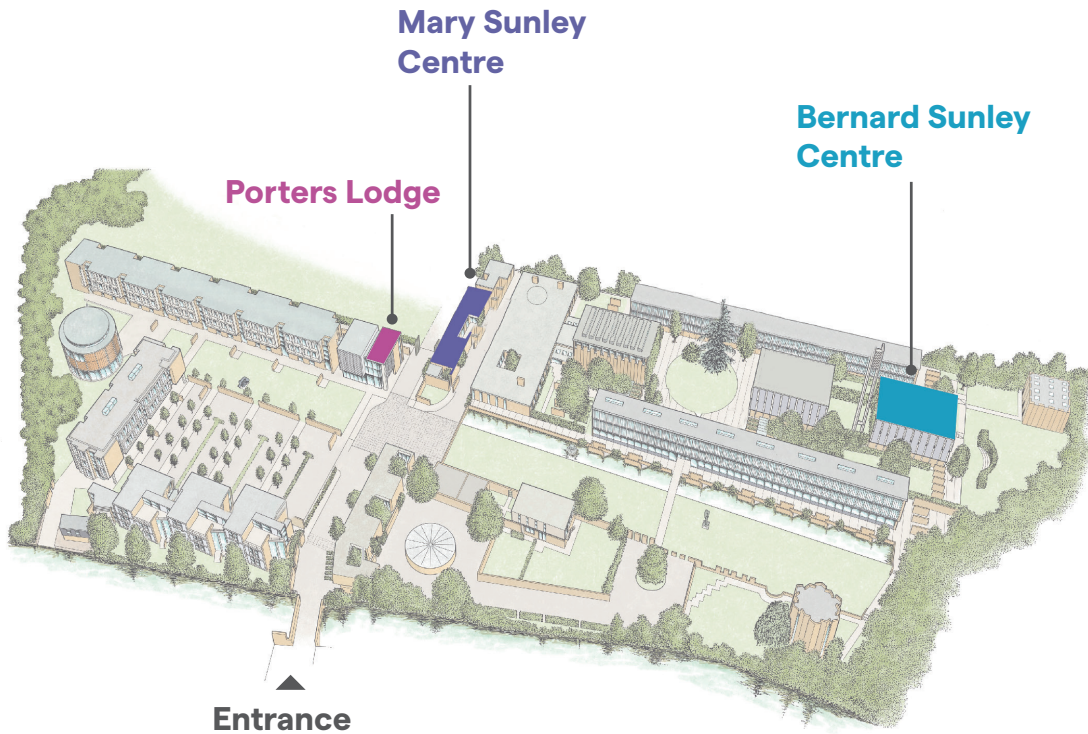 Mary Sunley
Centre
Bernard Sunley
Centre
Porters Lodge
Entrance